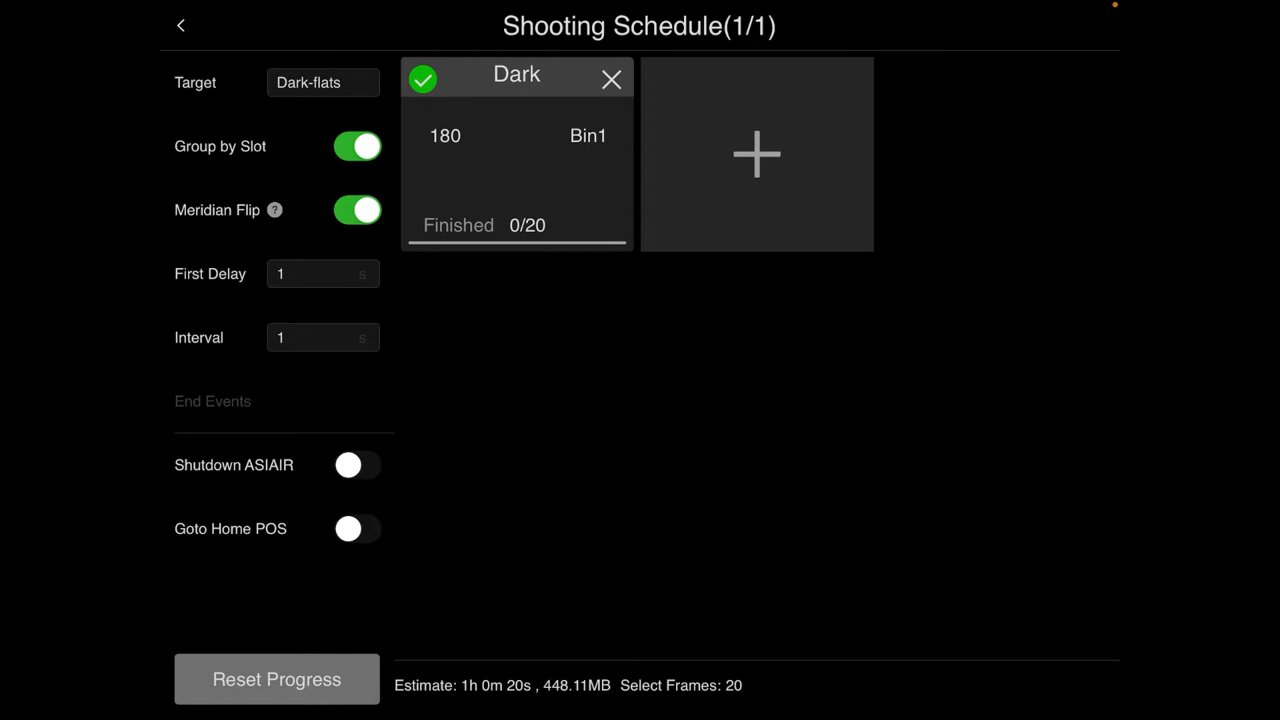 Shooting Schedule(1/1)
Target Dark-flats
Group by Slot
Meridian Flip ?
First Delay 1 s
Interval 1 s
End Events
Shutdown ASIAIR
Goto Home POS
Reset Progress
Dark
180 Bin1
Finished 0/20
Estimate: 1h 0m 20s , 448.11MB Select Frames: 20